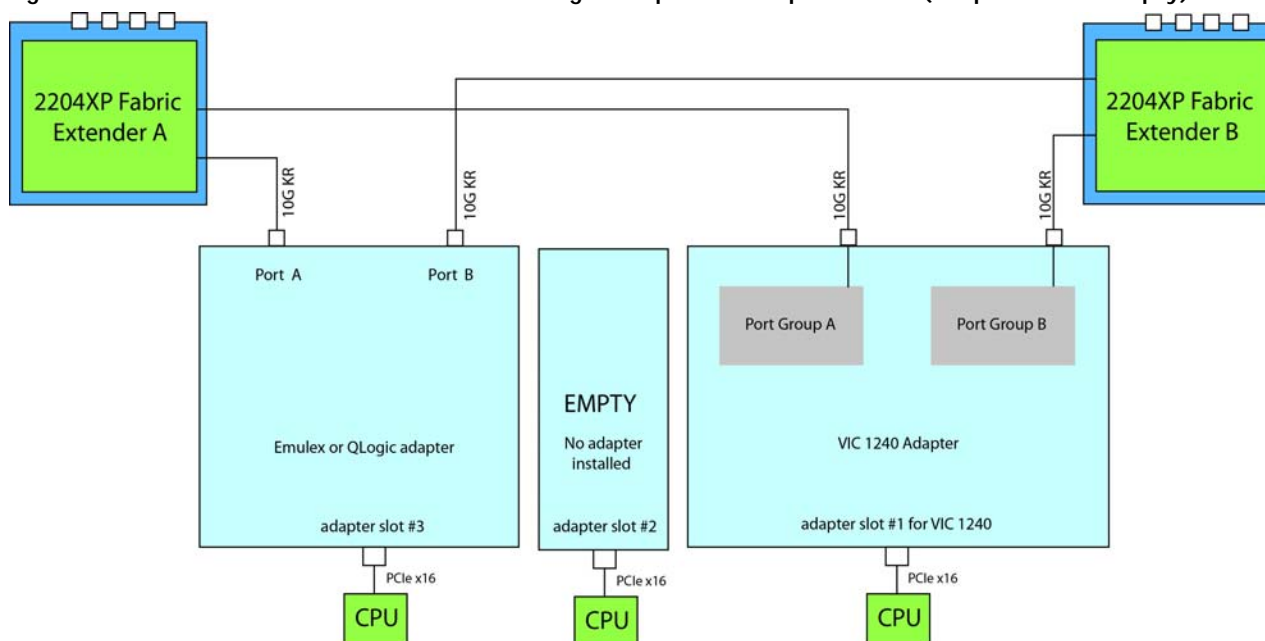 2204XP Fabric
Extender A
2204XP Fabric
Extender B
10G KR
10G KR
10G KR
10G KR
Port A
Port B
Port Group A
Port Group B
EMPTY
No adapter
installed
Emulex or QLogic adapter
VIC 1240 Adapter
adapter slot #3
adapter slot #2
adapter slot #1 for VIC 1240
PCIe x16
PCIe x16
PCIe x16
CPU
CPU
CPU